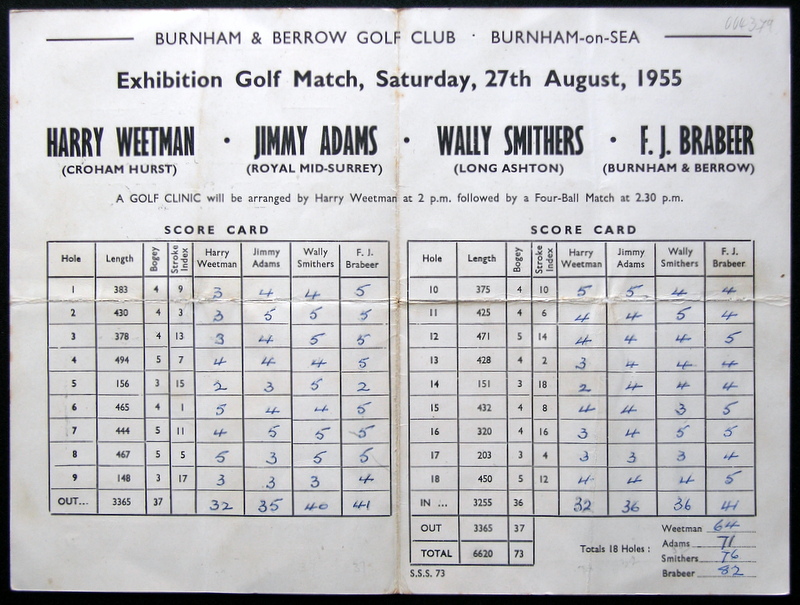 004379
BURNHAM & BERROW GOLF CLUB · BURNHAM-on-SEA
Exhibition Golf Match, Saturday, 27th August, 1955
HARRY WEETMAN · JIMMY ADAMS · WALLY SMITHERS · F. J. BRABEER
(CROHAM HURST) (ROYAL MID-SURREY) (LONG ASHTON) (BURNHAM & BERROW)
A GOLF CLINIC will be arranged by Harry Weetman at 2 p.m. followed by a Four-Ball Match at 2.30 p.m.
SCORE CARD
Hole Length Bogey Stroke Index Harry Weetman Jimmy Adams Wally Smithers F. J. Brabeer
1 383 4 9 3 4 4 5
2 430 4 3 3 5 5 5
3 378 4 13 3 4 5 5
4 494 5 7 4 4 4 5
5 156 3 15 2 3 5 2
6 465 4 1 5 4 4 5
7 444 5 11 4 5 5 5
8 467 5 5 5 3 5 5
9 148 3 17 3 3 3 4
OUT... 3365 37 32 35 40 41
SCORE CARD
Hole Length Bogey Stroke Index Harry Weetman Jimmy Adams Wally Smithers F. J. Brabeer
10 375 4 10 5 5 4 4
11 425 4 6 4 4 5 4
12 471 5 14 4 4 4 5
13 428 4 2 3 4 4 4
14 151 3 18 2 4 4 4
15 432 4 8 4 4 3 5
16 320 4 16 3 4 5 5
17 203 3 4 3 3 3 4
18 450 5 12 4 4 4 5
IN ... 3255 36 32 36 36 41
OUT 3365 37
TOTAL 6620 73
S.S.S. 73
Totals 18 Holes :
Weetman 64
Adams 71
Smithers 76
Brabeer 82